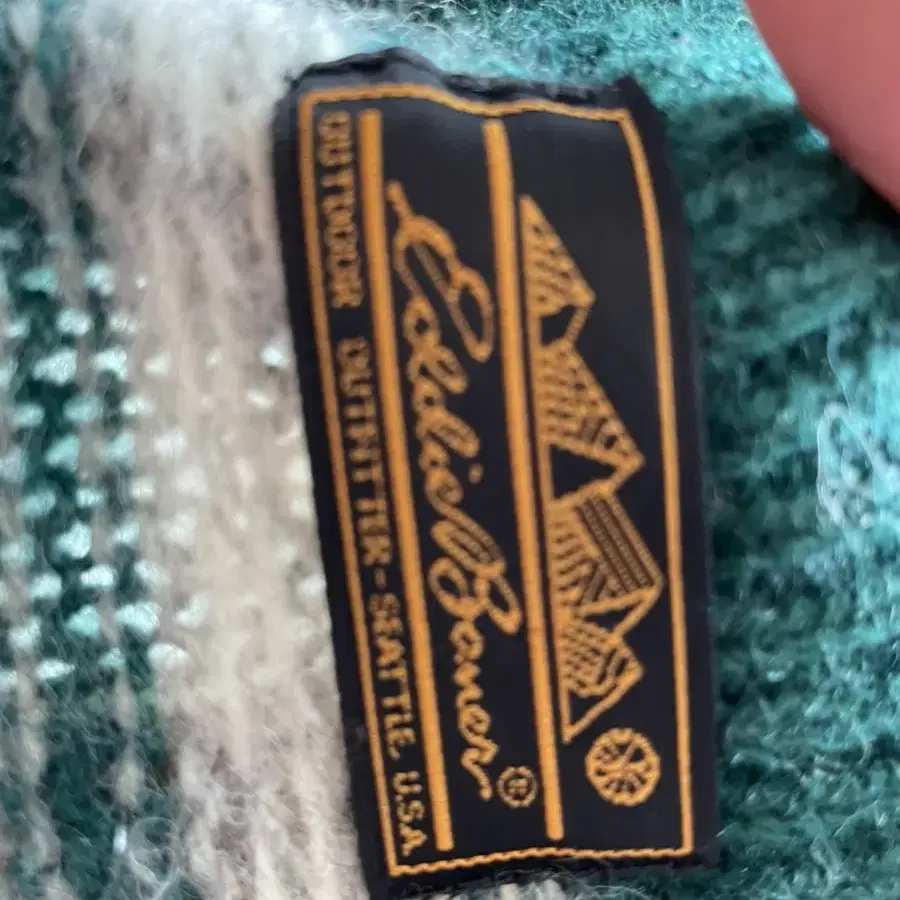 Eddie Bauer®
OUTDOOR OUTFITTER-SEATTLE, U.S.A.